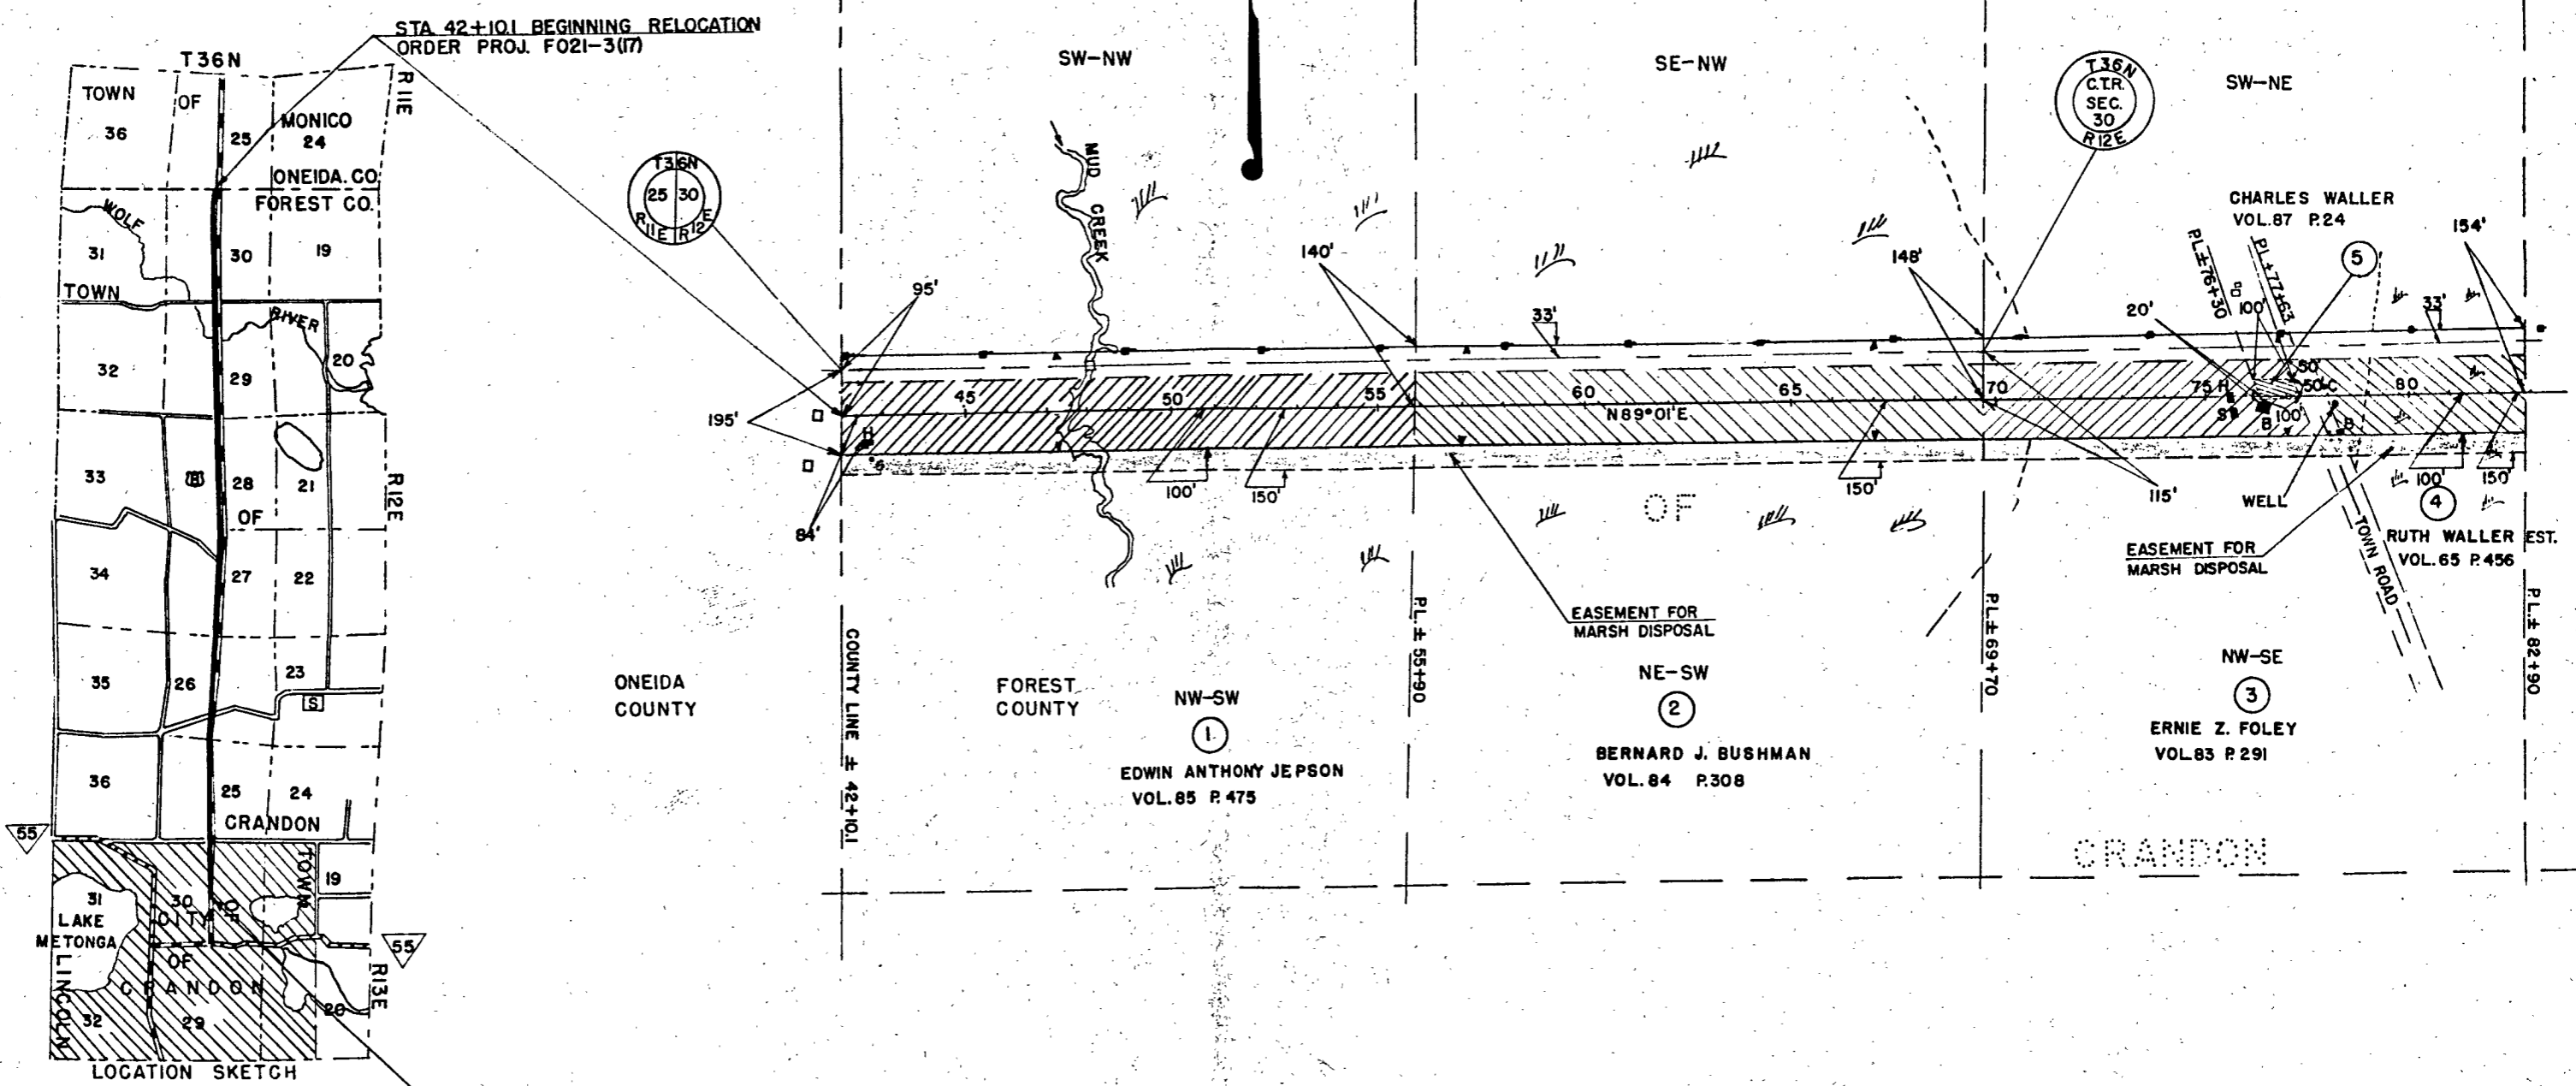 STA. 42+10.1 BEGINNING RELOCATION
ORDER PROJ. F021-3(17)
T36N
R11E
TOWN
OF
MONICO
36
25
24
ONEIDA. CO.
FOREST CO.
WOLF
31
30
19
TOWN
RIVER
32
29
20
33
8
28
21
OF
R12E
34
27
22
35
26
23
S
36
25
24
CRANDON
55
TOWN
OF
31
30
19
LAKE
METONGA
CITY
OF
CRANDON
55
LINCOLN
32
29
20
R13E
LOCATION SKETCH
SW-NW
SE-NW
SW-NE
T36N
25
30
R11E
R12E
T36N
C.T.R.
SEC.
30
R12E
MUD CREEK
CHARLES WALLER
VOL.87 P.24
5
PL±76+30
PL±77+63
95'
140'
148'
154'
33'
20'
100'
33'
195'
45
50
55
60
65
70
75
80
N89°01'E
H
S
B
50'
50'
C
100'
B
H
84'
100'
150'
150'
115'
WELL
100'
150'
4
RUTH WALLER EST.
VOL.65 P.456
OF
EASEMENT FOR
MARSH DISPOSAL
EASEMENT FOR
MARSH DISPOSAL
TOWN ROAD
COUNTY LINE ± 42+10.1
P.L.± 55+90
P.L.± 69+70
P.L.± 82+90
ONEIDA
COUNTY
FOREST
COUNTY
NW-SW
1
EDWIN ANTHONY JEPSON
VOL.85 P.475
NE-SW
2
BERNARD J. BUSHMAN
VOL.84 P.308
NW-SE
3
ERNIE Z. FOLEY
VOL.83 P.291
CRANDON